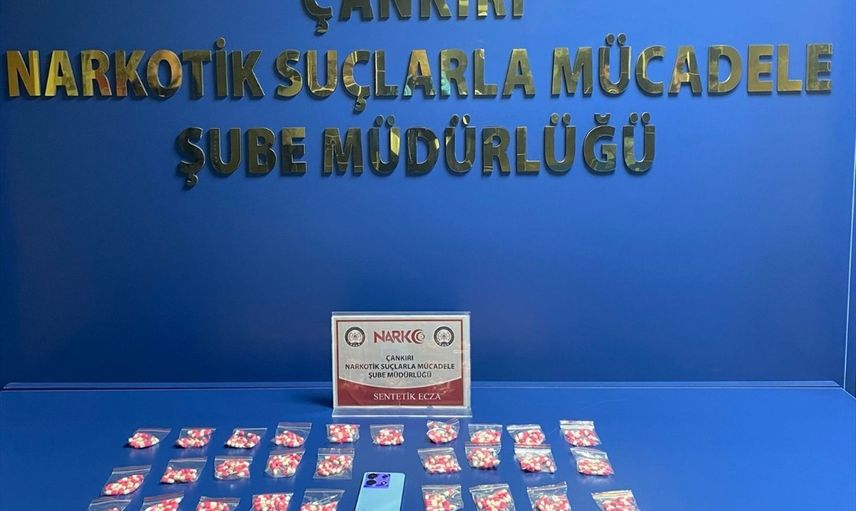 ÇANKIRI
NARKOTİK SUÇLARLA MÜCADELE
ŞUBE MÜDÜRLÜĞÜ
NARKO
ÇANKIRI
NARKOTİK SUÇLARLA MÜCADELE
ŞUBE MÜDÜRLÜĞÜ
SENTETİK ECZA